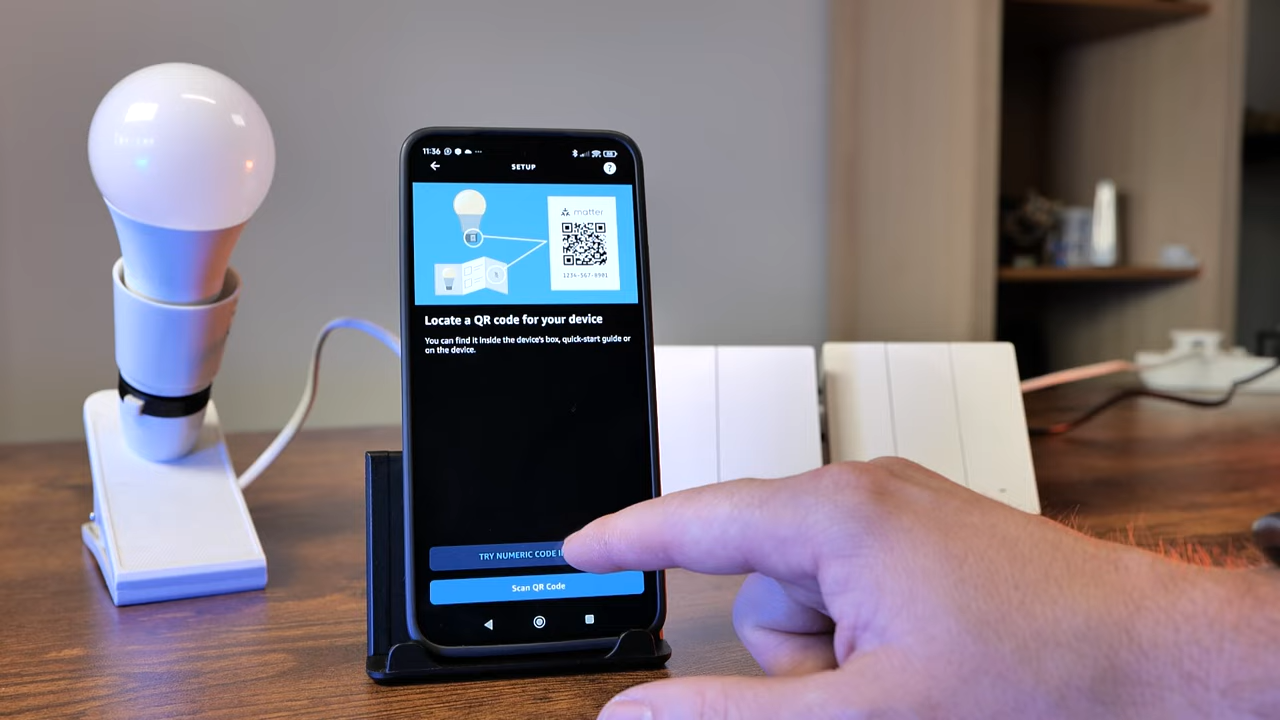 11:36
SETUP
?
matter
1234-567-8901
Locate a QR code for your device
You can find it inside the device's box, quick-start guide or
on the device.
TRY NUMERIC CODE
Scan QR Code